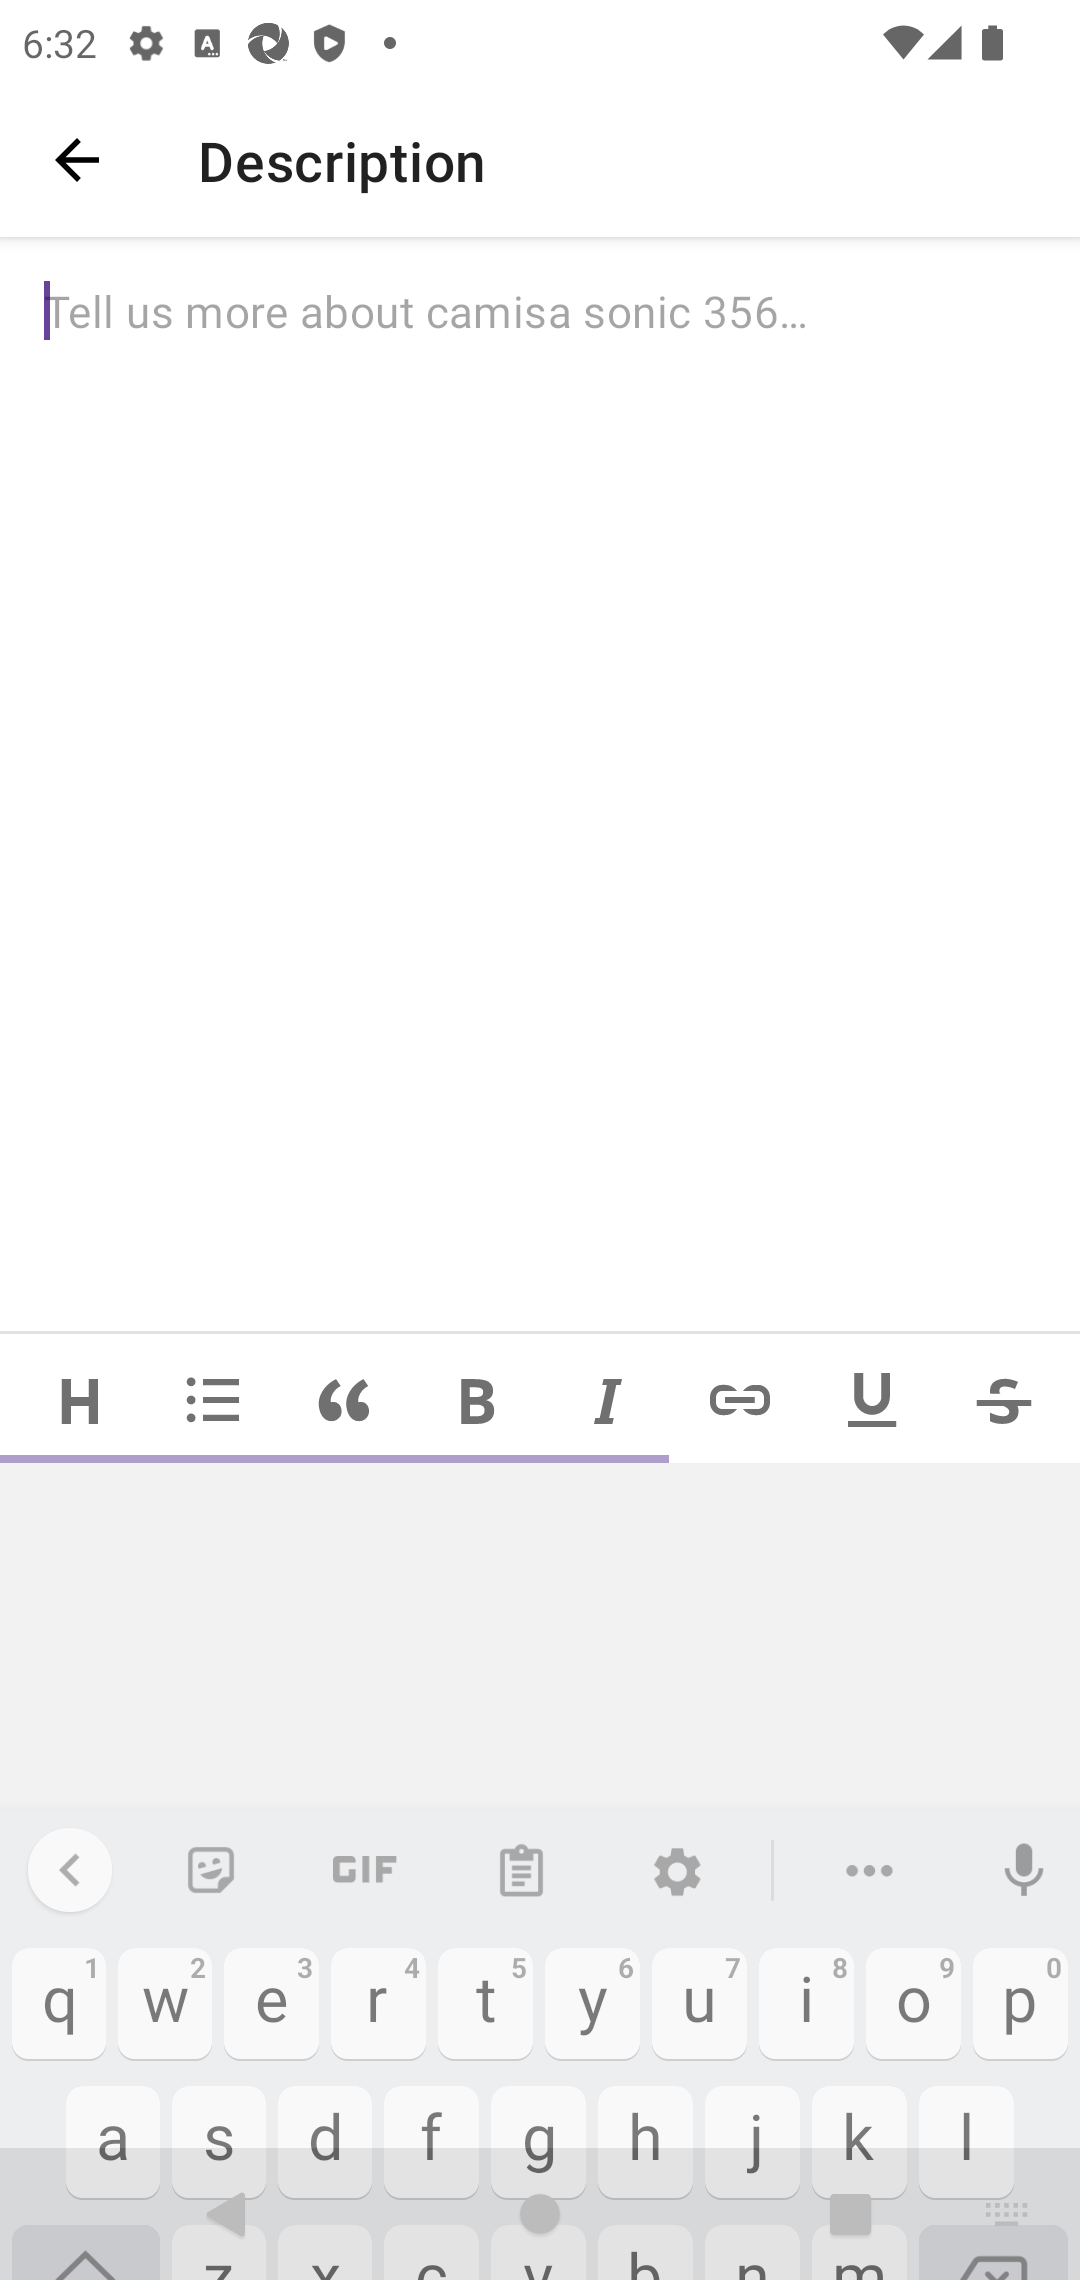 6:32
Description
Tell us more about camisa sonic 356…
H B I U S
GIF
1 2 3 4 5 6 7 8 9 0
q w e r t y u i o p
a s d f g h j k l
z x c v b n m